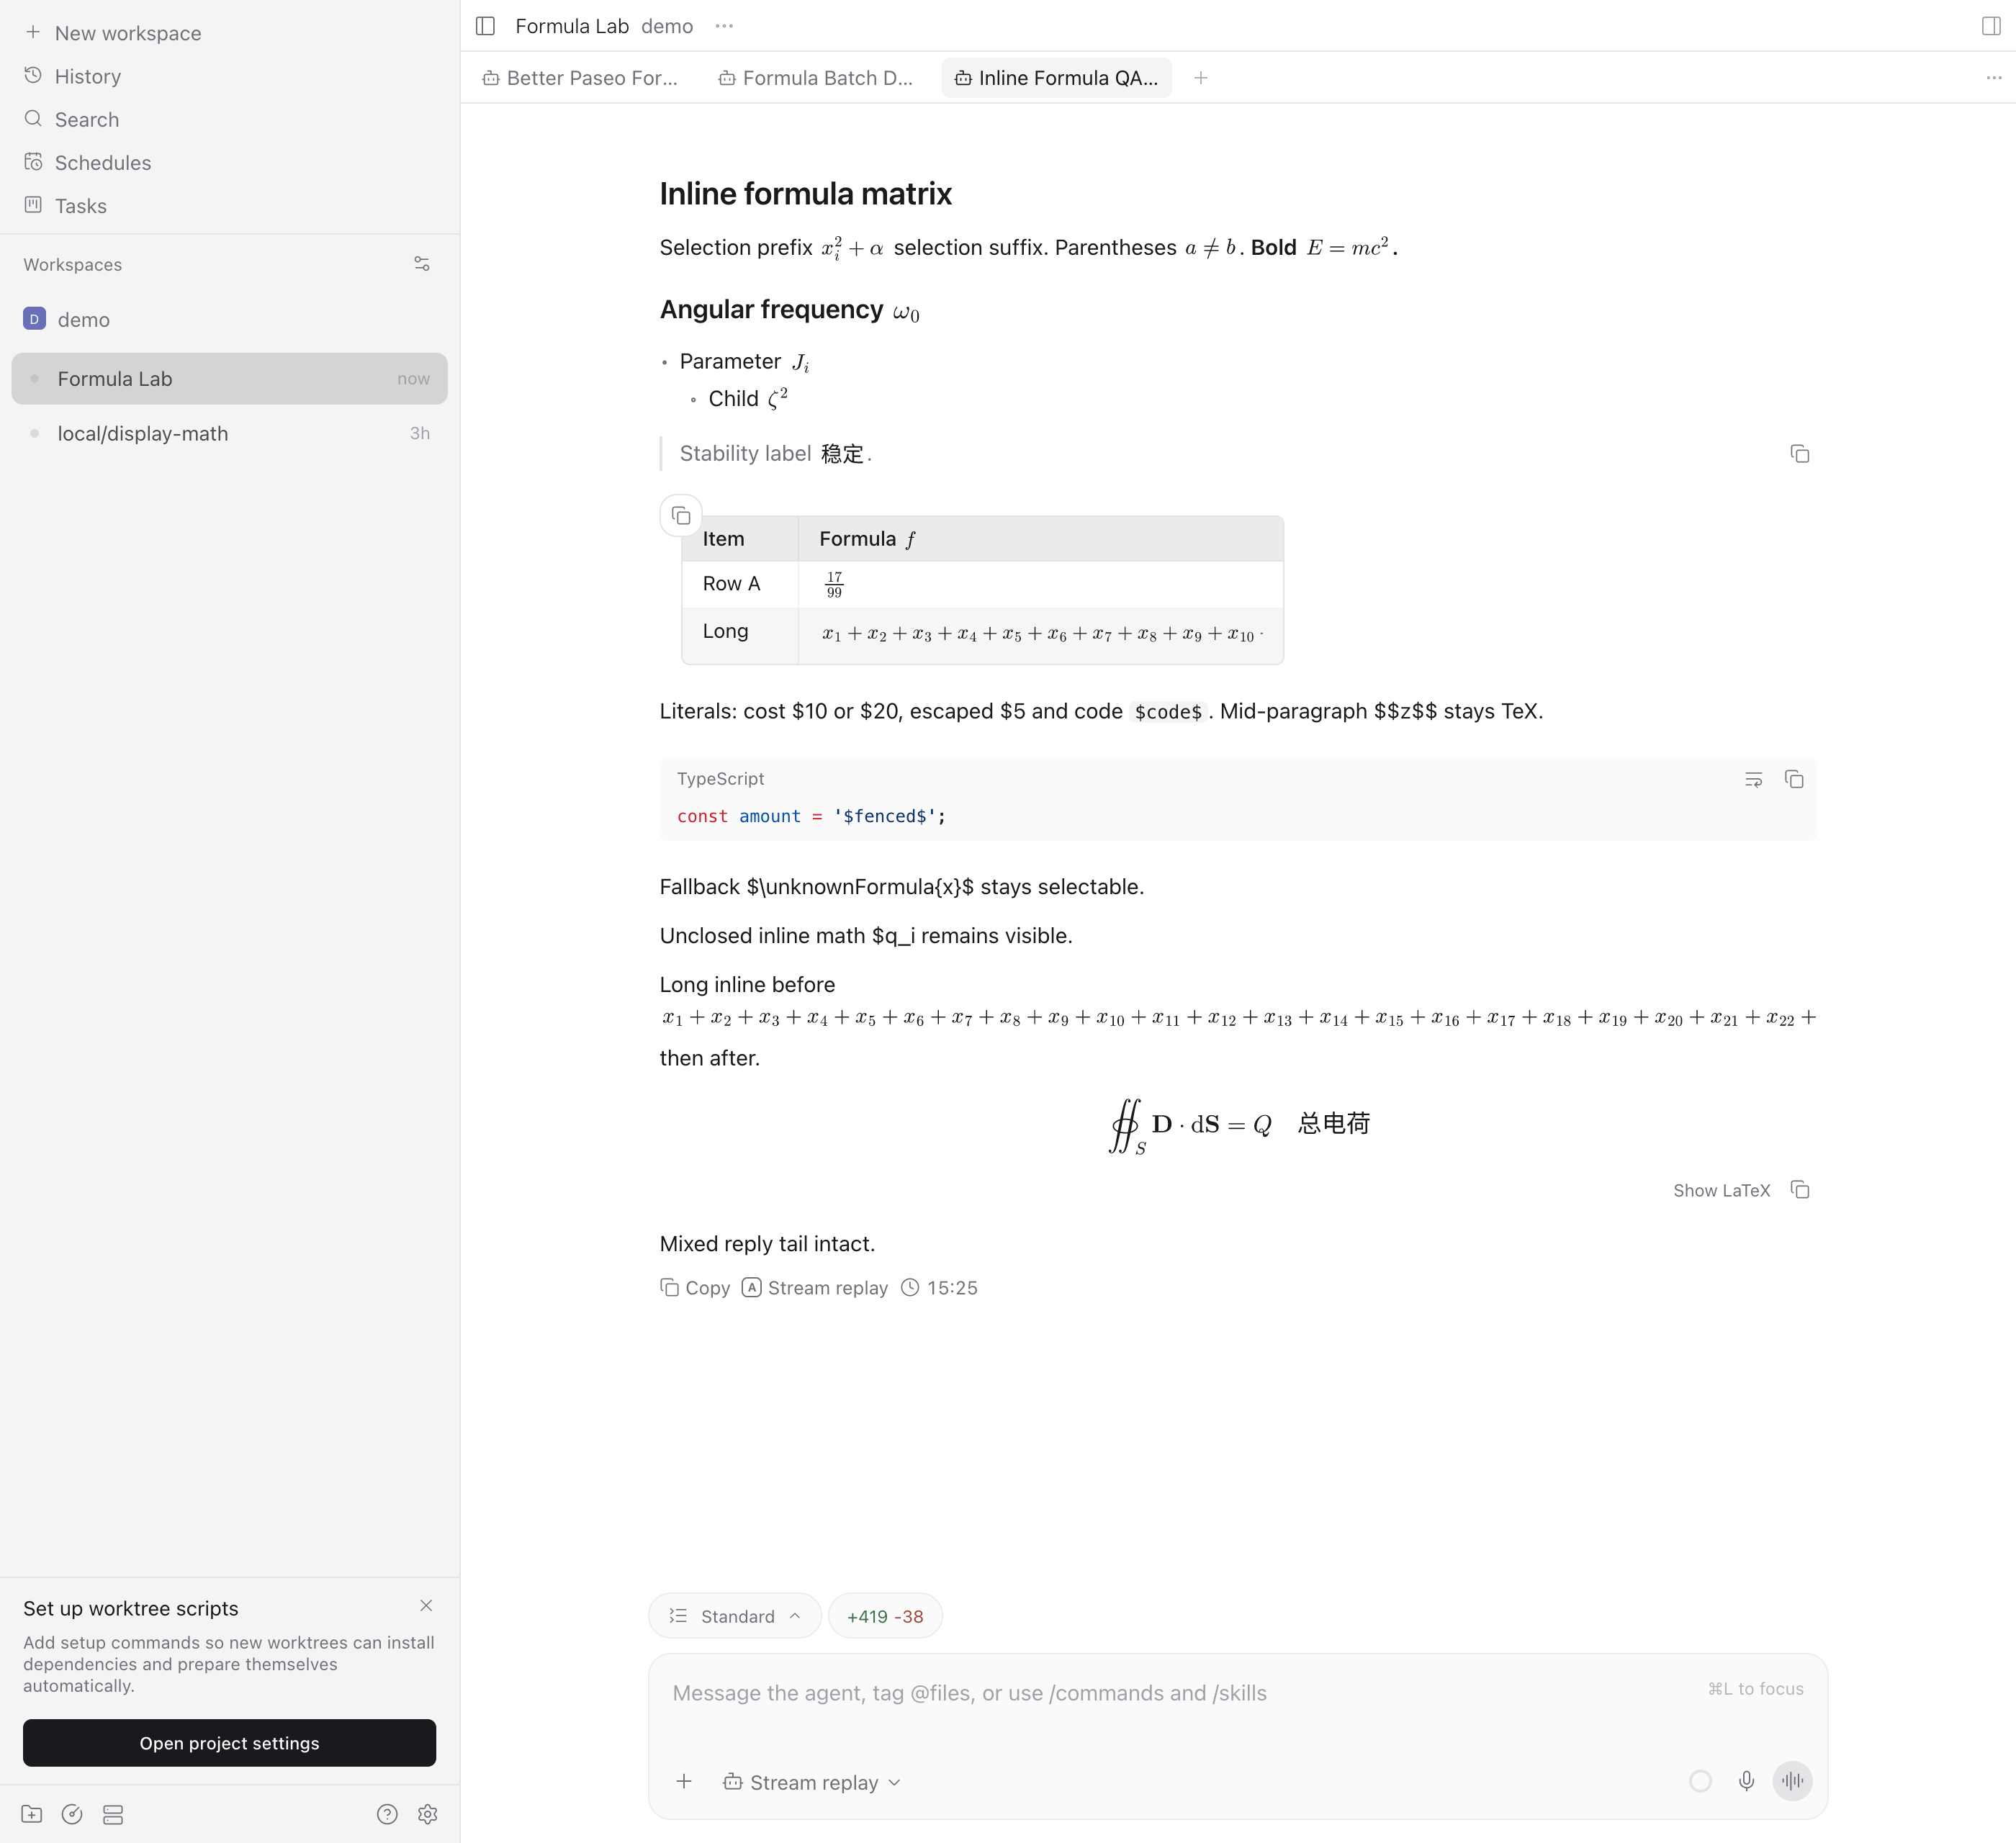 New workspace
History
Search
Schedules
Tasks
Workspaces
D demo
Formula Lab now
local/display-math 3h
Set up worktree scripts
Add setup commands so new worktrees can install
dependencies and prepare themselves
automatically.
Open project settings
Formula Lab demo
Better Paseo For...
Formula Batch D...
Inline Formula QA...
Inline formula matrix
Selection prefix x_i^2 + α selection suffix. Parentheses a ≠ b. Bold E = mc^2.
Angular frequency ω_0
• Parameter J_i
◦ Child ζ^2
Stability label 稳定.
Item Formula f
Row A 17/99
Long x_1 + x_2 + x_3 + x_4 + x_5 + x_6 + x_7 + x_8 + x_9 + x_10 ·
Literals: cost $10 or $20, escaped $5 and code $code$. Mid-paragraph $$z$$ stays TeX.
TypeScript
const amount = '$fenced$';
Fallback $\unknownFormula{x}$ stays selectable.
Unclosed inline math $q_i remains visible.
Long inline before
x_1 + x_2 + x_3 + x_4 + x_5 + x_6 + x_7 + x_8 + x_9 + x_10 + x_11 + x_12 + x_13 + x_14 + x_15 + x_16 + x_17 + x_18 + x_19 + x_20 + x_21 + x_22 +
then after.
∯_S D · dS = Q 总电荷
Show LaTeX
Mixed reply tail intact.
Copy A Stream replay 15:25
Standard +419 -38
Message the agent, tag @files, or use /commands and /skills ⌘L to focus
Stream replay